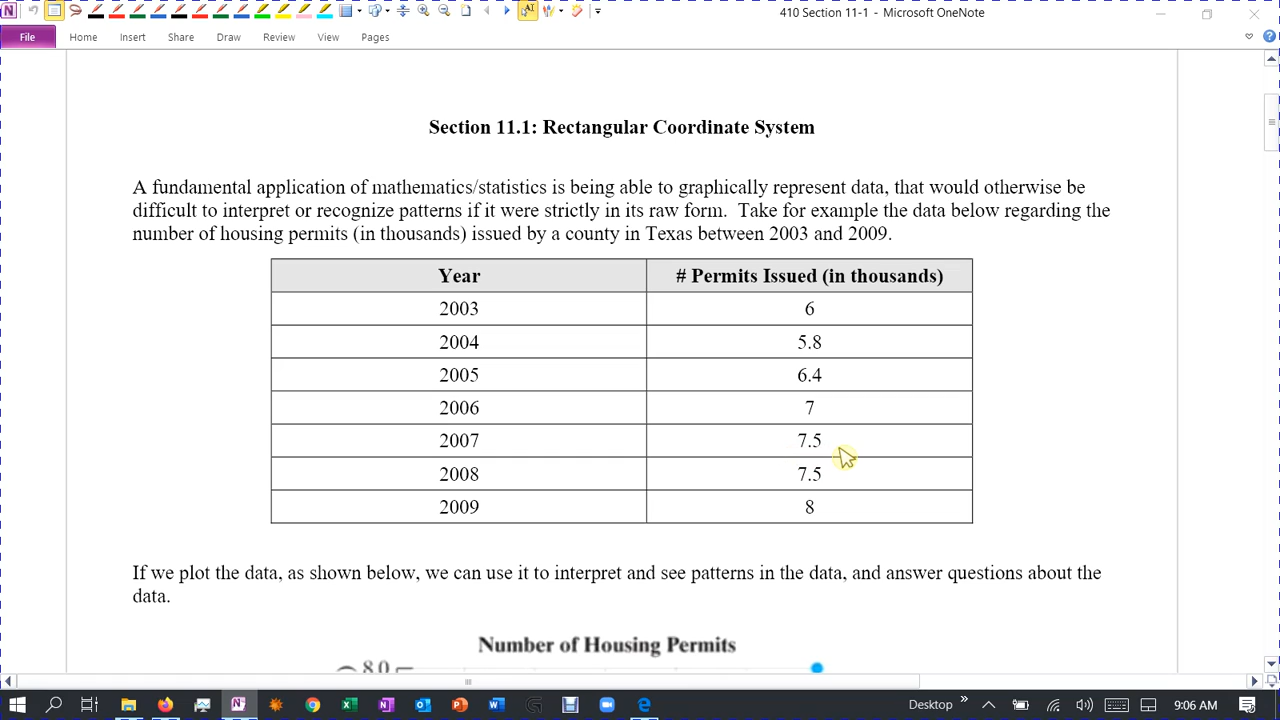 410 Section 11-1 - Microsoft OneNote
File Home Insert Share Draw Review View Pages
Section 11.1: Rectangular Coordinate System
A fundamental application of mathematics/statistics is being able to graphically represent data, that would otherwise be
difficult to interpret or recognize patterns if it were strictly in its raw form. Take for example the data below regarding the
number of housing permits (in thousands) issued by a county in Texas between 2003 and 2009.
Year # Permits Issued (in thousands)
2003 6
2004 5.8
2005 6.4
2006 7
2007 7.5
2008 7.5
2009 8
If we plot the data, as shown below, we can use it to interpret and see patterns in the data, and answer questions about the
data.
Number of Housing Permits
8.0
Desktop 9:06 AM